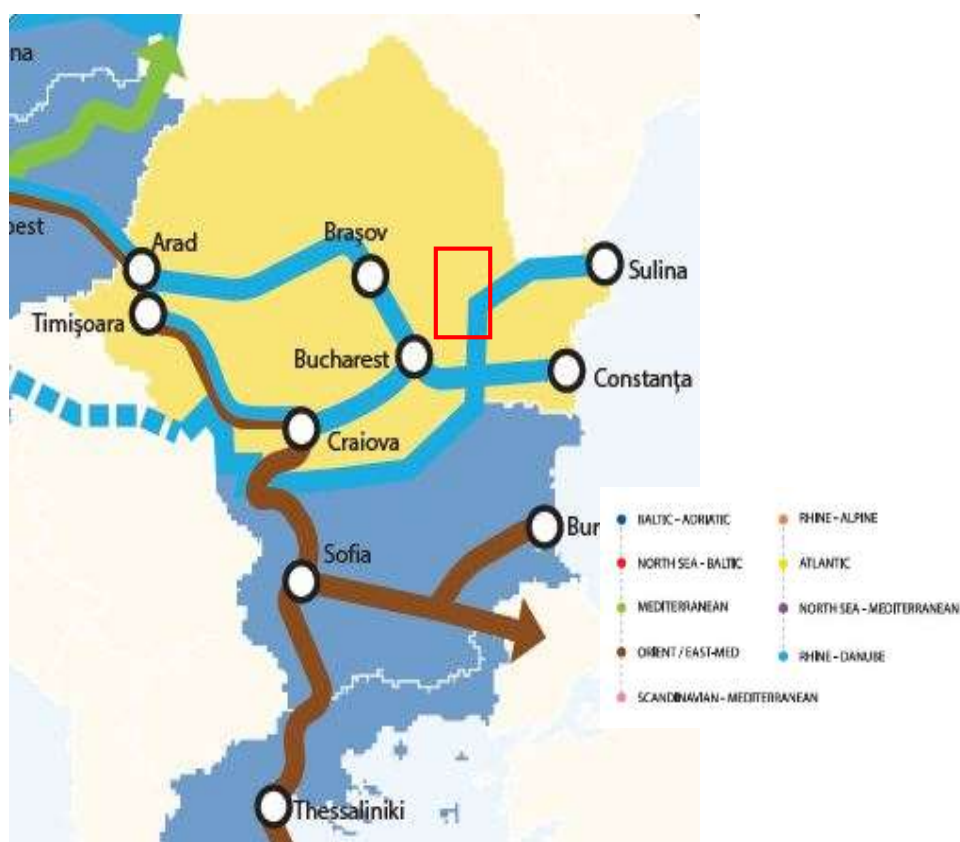 na
pest
Arad
Braşov
Sulina
Timişoara
Bucharest
Constanţa
Craiova
Bur
Sofia
Thessaliniki
BALTIC – ADRIATIC
NORTH SEA - BALTIC
MEDITERRANEAN
ORIENT / EAST-MED
SCANDINAVIAN – MEDITERRANEAN
RHINE – ALPINE
ATLANTIC
NORTH SEA – MEDITERRANEAN
RHINE – DANUBE